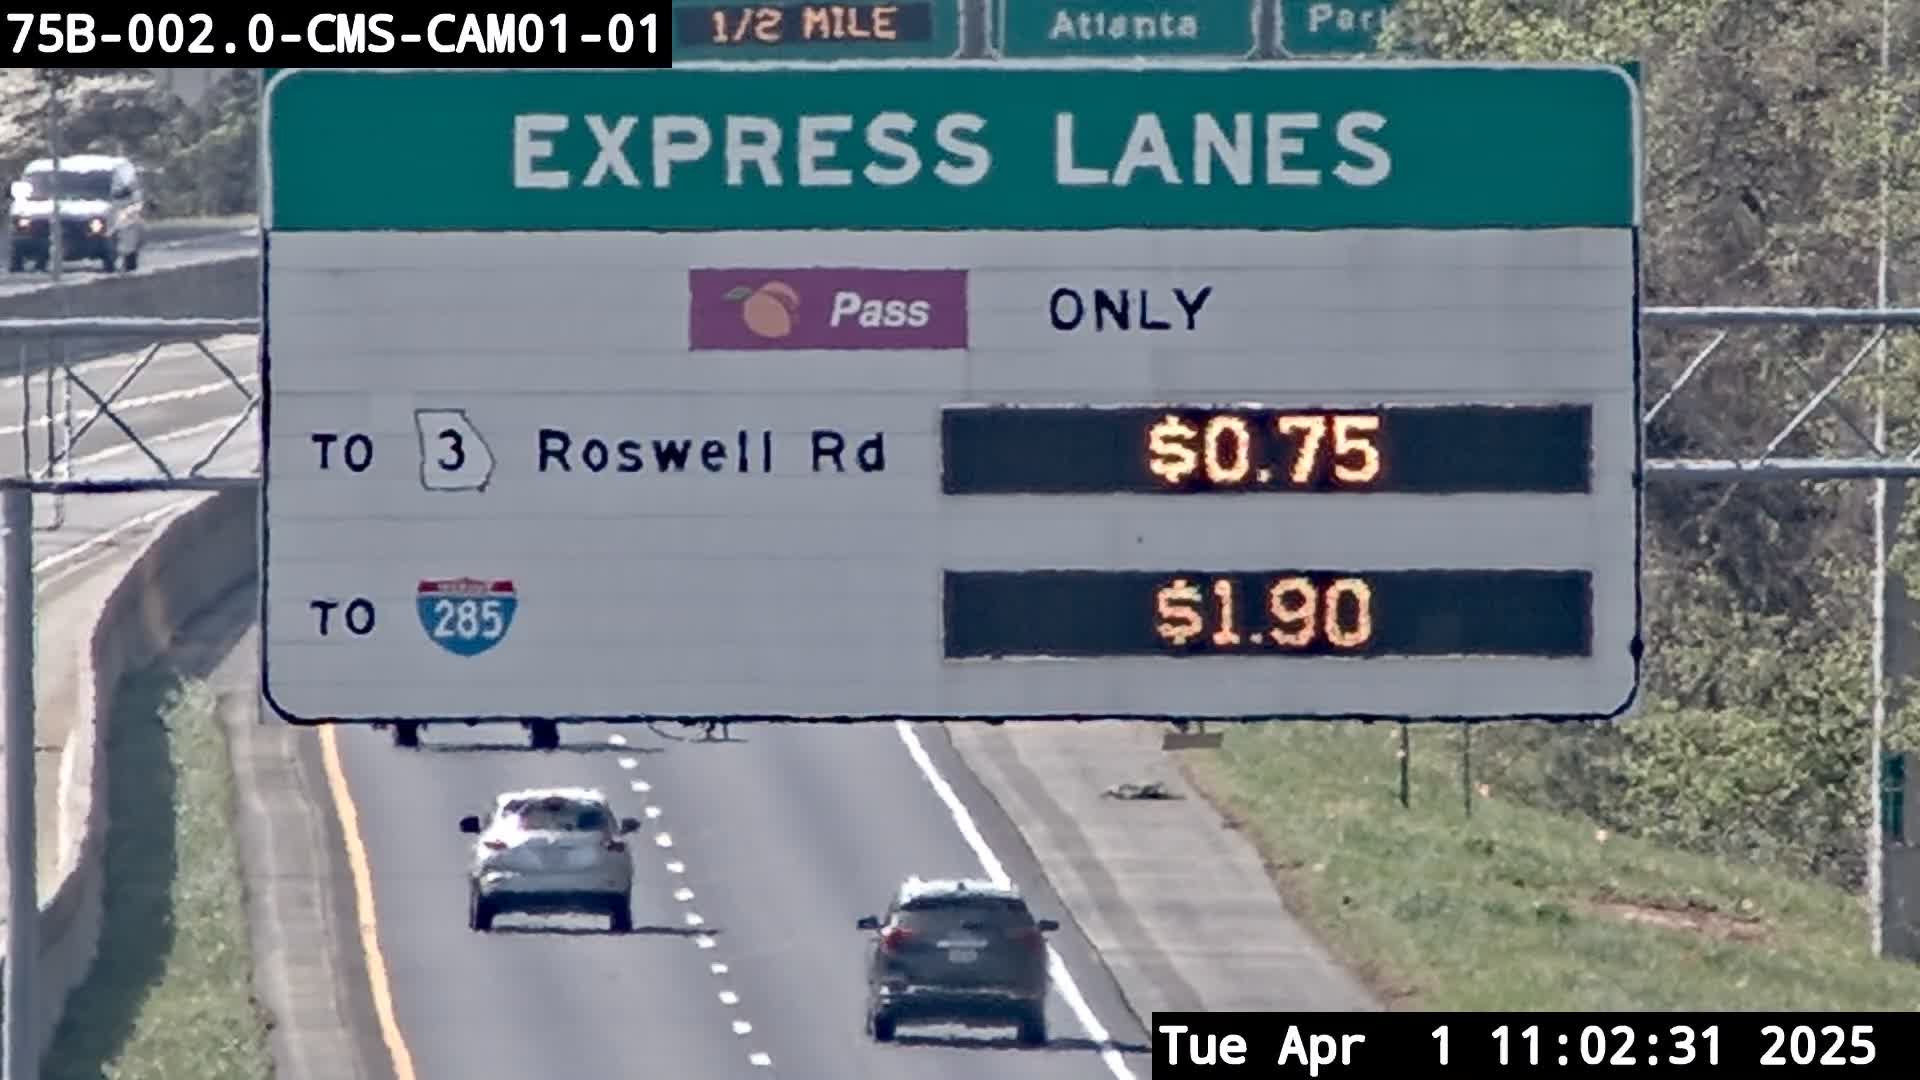 75B-002.0-CMS-CAM01-01
1/2 MILE
Atlanta
EXPRESS LANES
Pass ONLY
TO 3 Roswell Rd $0.75
TO 285 $1.90
Tue Apr 1 11:02:31 2025